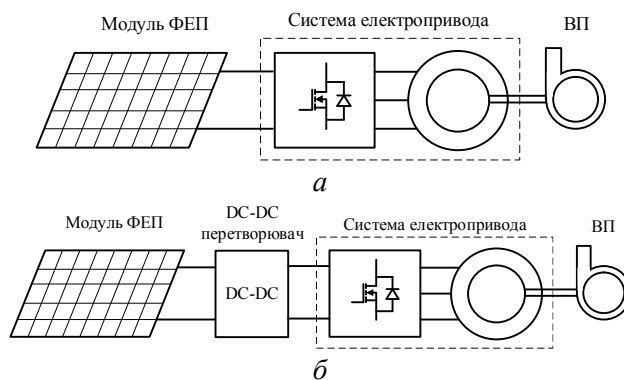 Модуль ФЕП
Система електропривода
ВП
а
Модуль ФЕП
DC-DC
перетворювач
Система електропривода
ВП
DC-DC
б